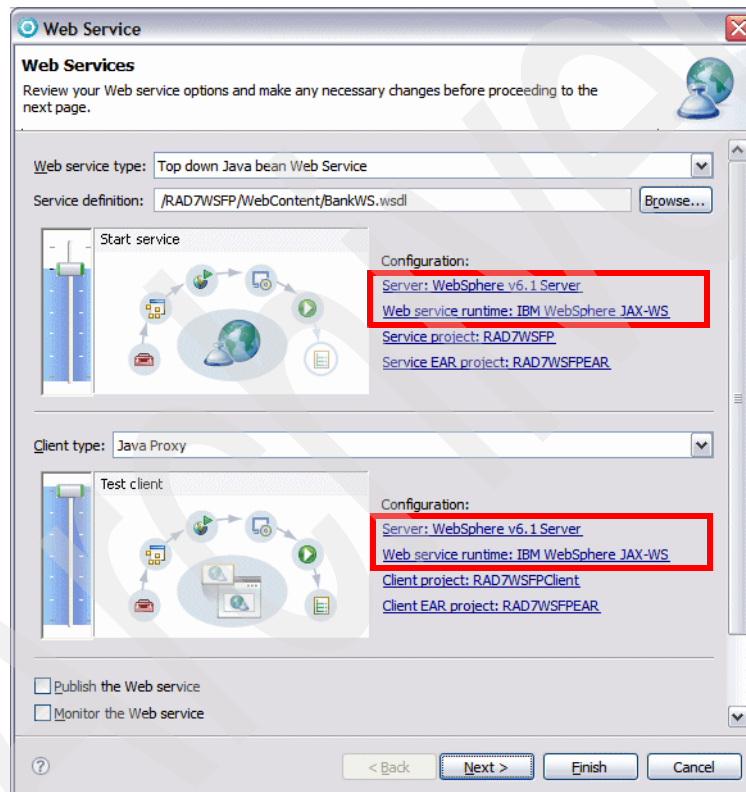 Web Service
Web Services
Review your Web service options and make any necessary changes before proceeding to the
next page.
Web service type: Top down Java bean Web Service
Service definition: /RAD7WSFP/WebContent/BankWS.wsdl Browse...
Start service
Configuration:
Server: WebSphere v6.1 Server
Web service runtime: IBM WebSphere JAX-WS
Service project: RAD7WSFP
Service EAR project: RAD7WSFPEAR
Client type: Java Proxy
Test client
Configuration:
Server: WebSphere v6.1 Server
Web service runtime: IBM WebSphere JAX-WS
Client project: RAD7WSFPClient
Client EAR project: RAD7WSFPEAR
Publish the Web service
Monitor the Web service
? < Back Next > Finish Cancel